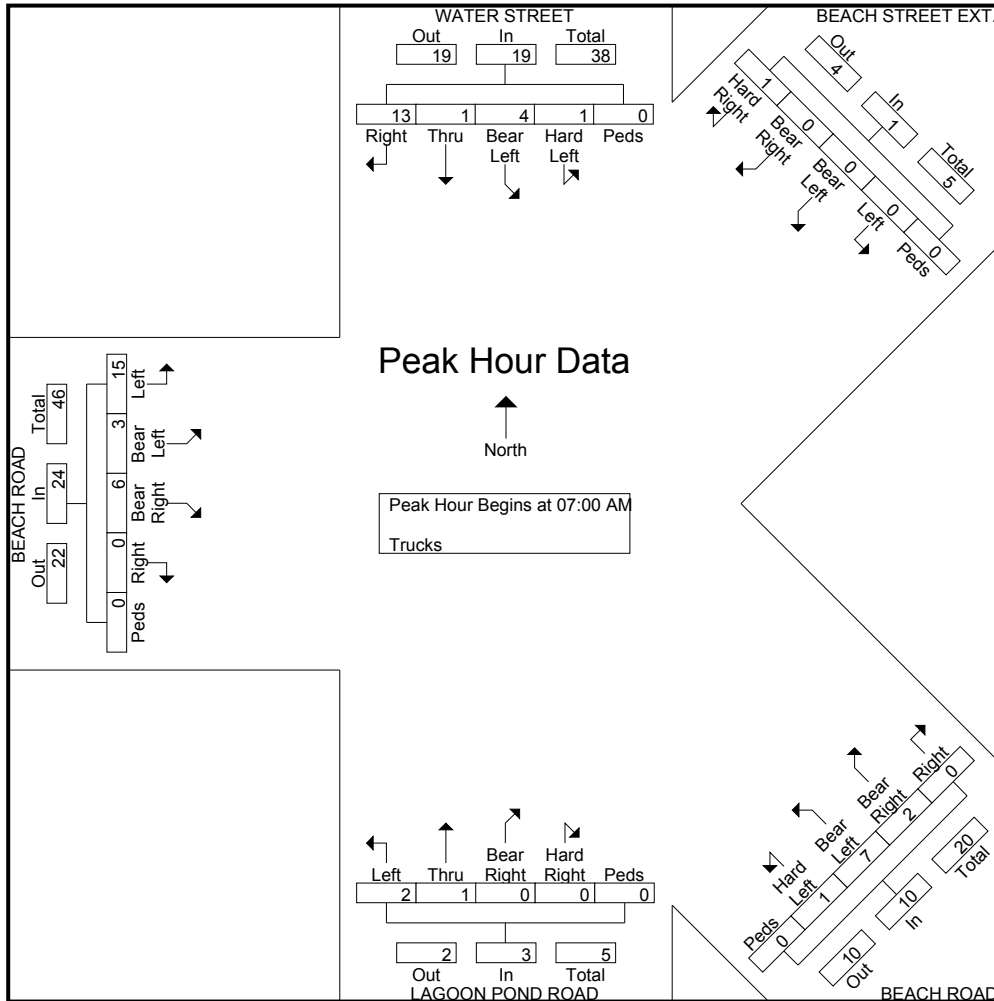 WATER STREET
Out In Total
19 19 38
13 1 4 1 0
Right Thru Bear Left Hard Left Peds
BEACH STREET EXT.
Out
4
In
1
Total
5
1 0 0 0 0
Hard Right
Bear Right
Bear Left
Left
Peds
Peak Hour Data
North
Peak Hour Begins at 07:00 AM
Trucks
BEACH ROAD
Out In Total
22 24 46
0 0 6 3 15
Peds Right Bear Right Bear Left Left
Left Thru Bear Right Hard Right Peds
2 1 0 0 0
2 3 5
Out In Total
LAGOON POND ROAD
Peds
Hard Left
Bear Left
Bear Right
Right
0 1 7 2 0
10 10 20
Out In Total
BEACH ROAD